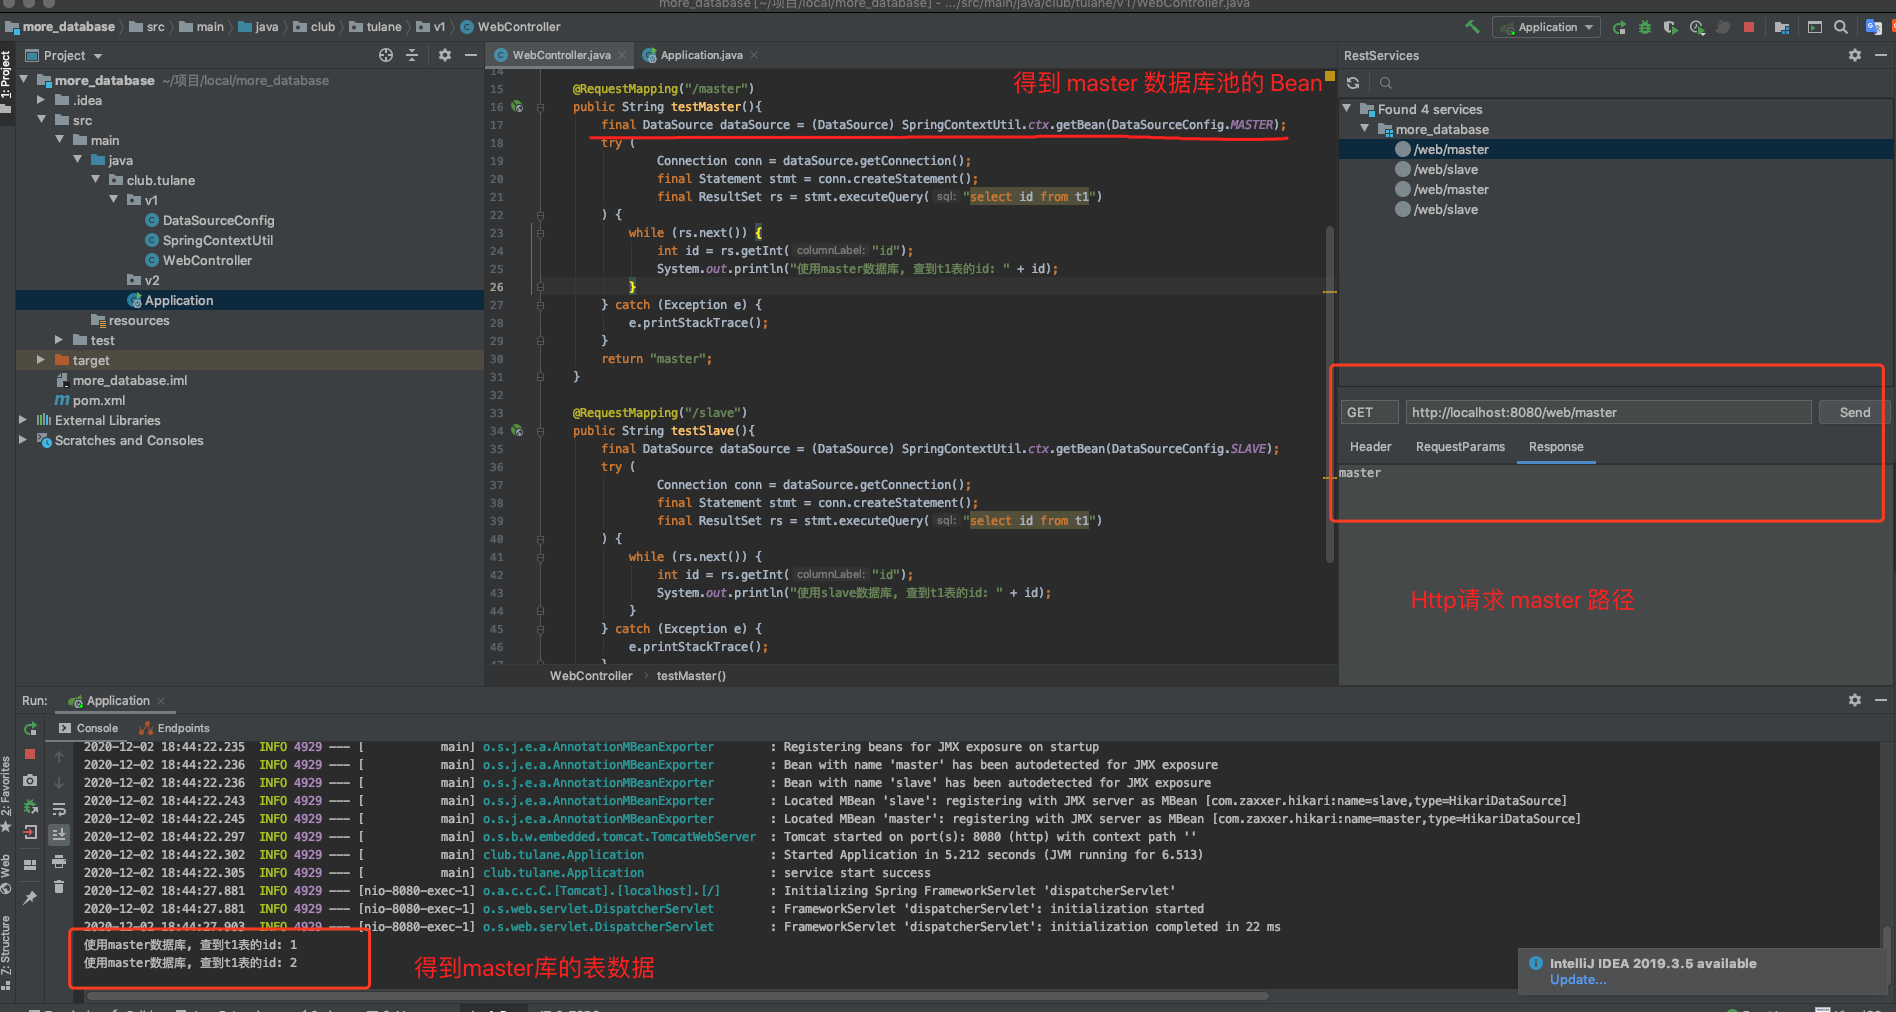 more_database [~/项目/local/more_database] - .../src/main/java/club/tulane/v1/WebController.java
more_database
src
main
java
club
tulane
v1
WebController
Application
1: Project
Project
more_database ~/项目/local/more_database
.idea
src
main
java
club.tulane
v1
DataSourceConfig
SpringContextUtil
WebController
v2
Application
resources
test
target
more_database.iml
pom.xml
External Libraries
Scratches and Consoles
WebController.java
Application.java
14
15 @RequestMapping("/master")
得到 master 数据库池的 Bean
16 public String testMaster(){
17 final DataSource dataSource = (DataSource) SpringContextUtil.ctx.getBean(DataSourceConfig.MASTER);
18 try (
19 Connection conn = dataSource.getConnection();
20 final Statement stmt = conn.createStatement();
21 final ResultSet rs = stmt.executeQuery( sql: "select id from t1")
22 ) {
23 while (rs.next()) {
24 int id = rs.getInt( columnLabel: "id");
25 System.out.println("使用master数据库, 查到t1表的id: " + id);
26 }
27 } catch (Exception e) {
28 e.printStackTrace();
29 }
30 return "master";
31 }
32
33 @RequestMapping("/slave")
34 public String testSlave(){
35 final DataSource dataSource = (DataSource) SpringContextUtil.ctx.getBean(DataSourceConfig.SLAVE);
36 try (
37 Connection conn = dataSource.getConnection();
38 final Statement stmt = conn.createStatement();
39 final ResultSet rs = stmt.executeQuery( sql: "select id from t1")
40 ) {
41 while (rs.next()) {
42 int id = rs.getInt( columnLabel: "id");
43 System.out.println("使用slave数据库, 查到t1表的id: " + id);
44 }
45 } catch (Exception e) {
46 e.printStackTrace();
47 }
WebController › testMaster()
RestServices
Found 4 services
more_database
/web/master
/web/slave
/web/master
/web/slave
GET
http://localhost:8080/web/master
Send
Header
RequestParams
Response
master
Http请求 master 路径
Run:
Application
Console
Endpoints
2020-12-02 18:44:22.235 INFO 4929 --- [ main] o.s.j.e.a.AnnotationMBeanExporter : Registering beans for JMX exposure on startup
2020-12-02 18:44:22.236 INFO 4929 --- [ main] o.s.j.e.a.AnnotationMBeanExporter : Bean with name 'master' has been autodetected for JMX exposure
2020-12-02 18:44:22.236 INFO 4929 --- [ main] o.s.j.e.a.AnnotationMBeanExporter : Bean with name 'slave' has been autodetected for JMX exposure
2020-12-02 18:44:22.243 INFO 4929 --- [ main] o.s.j.e.a.AnnotationMBeanExporter : Located MBean 'slave': registering with JMX server as MBean [com.zaxxer.hikari:name=slave,type=HikariDataSource]
2020-12-02 18:44:22.245 INFO 4929 --- [ main] o.s.j.e.a.AnnotationMBeanExporter : Located MBean 'master': registering with JMX server as MBean [com.zaxxer.hikari:name=master,type=HikariDataSource]
2020-12-02 18:44:22.297 INFO 4929 --- [ main] o.s.b.w.embedded.tomcat.TomcatWebServer : Tomcat started on port(s): 8080 (http) with context path ''
2020-12-02 18:44:22.302 INFO 4929 --- [ main] club.tulane.Application : Started Application in 5.212 seconds (JVM running for 6.513)
2020-12-02 18:44:22.305 INFO 4929 --- [ main] club.tulane.Application : service start success
2020-12-02 18:44:27.881 INFO 4929 --- [nio-8080-exec-1] o.a.c.c.C.[Tomcat].[localhost].[/] : Initializing Spring FrameworkServlet 'dispatcherServlet'
2020-12-02 18:44:27.881 INFO 4929 --- [nio-8080-exec-1] o.s.web.servlet.DispatcherServlet : FrameworkServlet 'dispatcherServlet': initialization started
2020-12-02 18:44:27.903 INFO 4929 --- [nio-8080-exec-1] o.s.web.servlet.DispatcherServlet : FrameworkServlet 'dispatcherServlet': initialization completed in 22 ms
使用master数据库, 查到t1表的id: 1
使用master数据库, 查到t1表的id: 2
得到master库的表数据
2: Favorites
Web
7: Structure
IntelliJ IDEA 2019.3.5 available
Update...